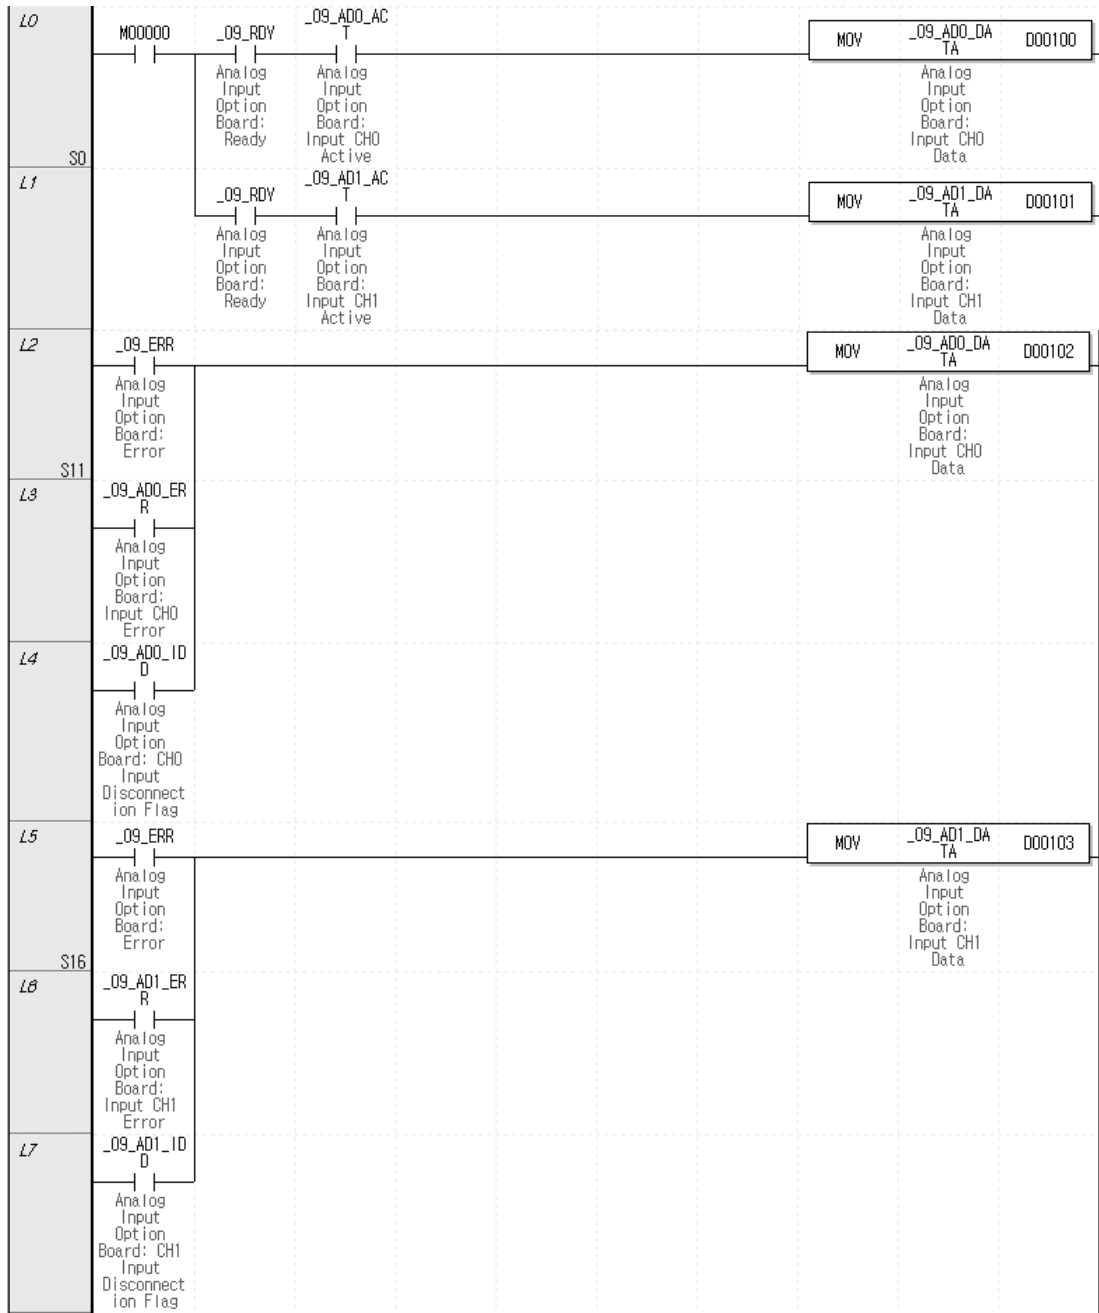 L0
M00000
_09_RDY
_09_AD0_AC
T
MOV
_09_AD0_DA
TA
D00100
Analog
Input
Option
Board:
Ready
Analog
Input
Option
Board:
Input CH0
Active
Analog
Input
Option
Board:
Input CH0
Data
S0
L1
_09_RDY
_09_AD1_AC
T
MOV
_09_AD1_DA
TA
D00101
Analog
Input
Option
Board:
Ready
Analog
Input
Option
Board:
Input CH1
Active
Analog
Input
Option
Board:
Input CH1
Data
L2
_09_ERR
MOV
_09_AD0_DA
TA
D00102
Analog
Input
Option
Board:
Error
Analog
Input
Option
Board:
Input CH0
Data
S11
L3
_09_AD0_ER
R
Analog
Input
Option
Board:
Input CH0
Error
L4
_09_AD0_ID
D
Analog
Input
Option
Board: CH0
Input
Disconnect
ion Flag
L5
_09_ERR
MOV
_09_AD1_DA
TA
D00103
Analog
Input
Option
Board:
Error
Analog
Input
Option
Board:
Input CH1
Data
S16
L6
_09_AD1_ER
R
Analog
Input
Option
Board:
Input CH1
Error
L7
_09_AD1_ID
D
Analog
Input
Option
Board: CH1
Input
Disconnect
ion Flag